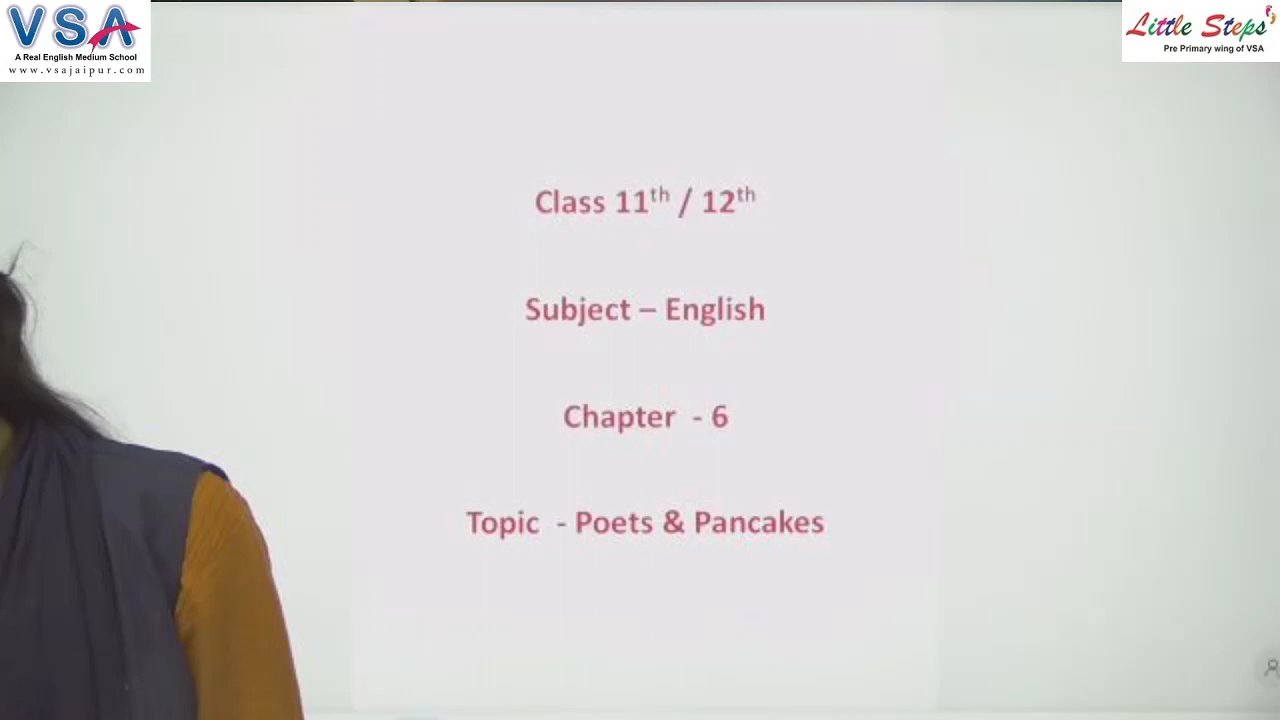 VSA
A Real English Medium School
www.vsajaipur.com
Little Steps
Pre Primary wing of VSA
Class 11th / 12th
Subject – English
Chapter - 6
Topic - Poets & Pancakes